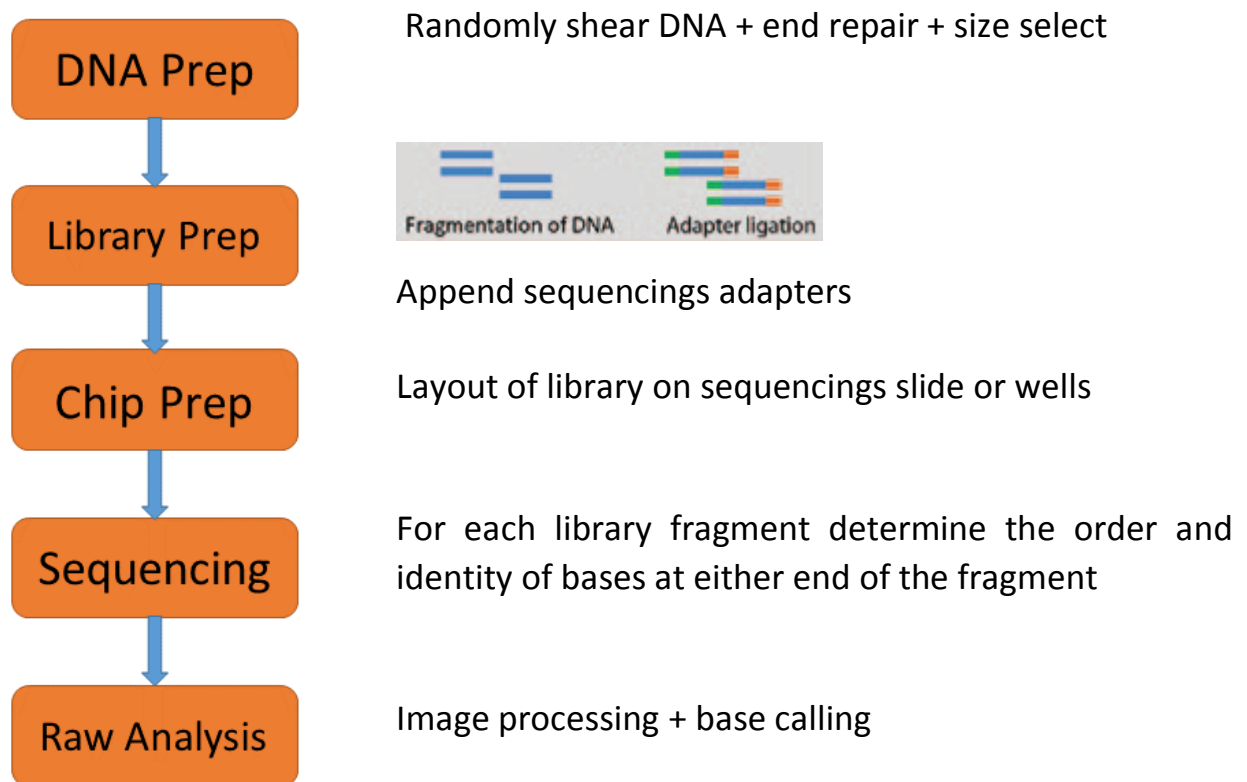 Randomly shear DNA + end repair + size select
DNA Prep
Fragmentation of DNA
Adapter ligation
Library Prep
Append sequencings adapters
Chip Prep
Layout of library on sequencings slide or wells
Sequencing
For each library fragment determine the order and
identity of bases at either end of the fragment
Raw Analysis
Image processing + base calling